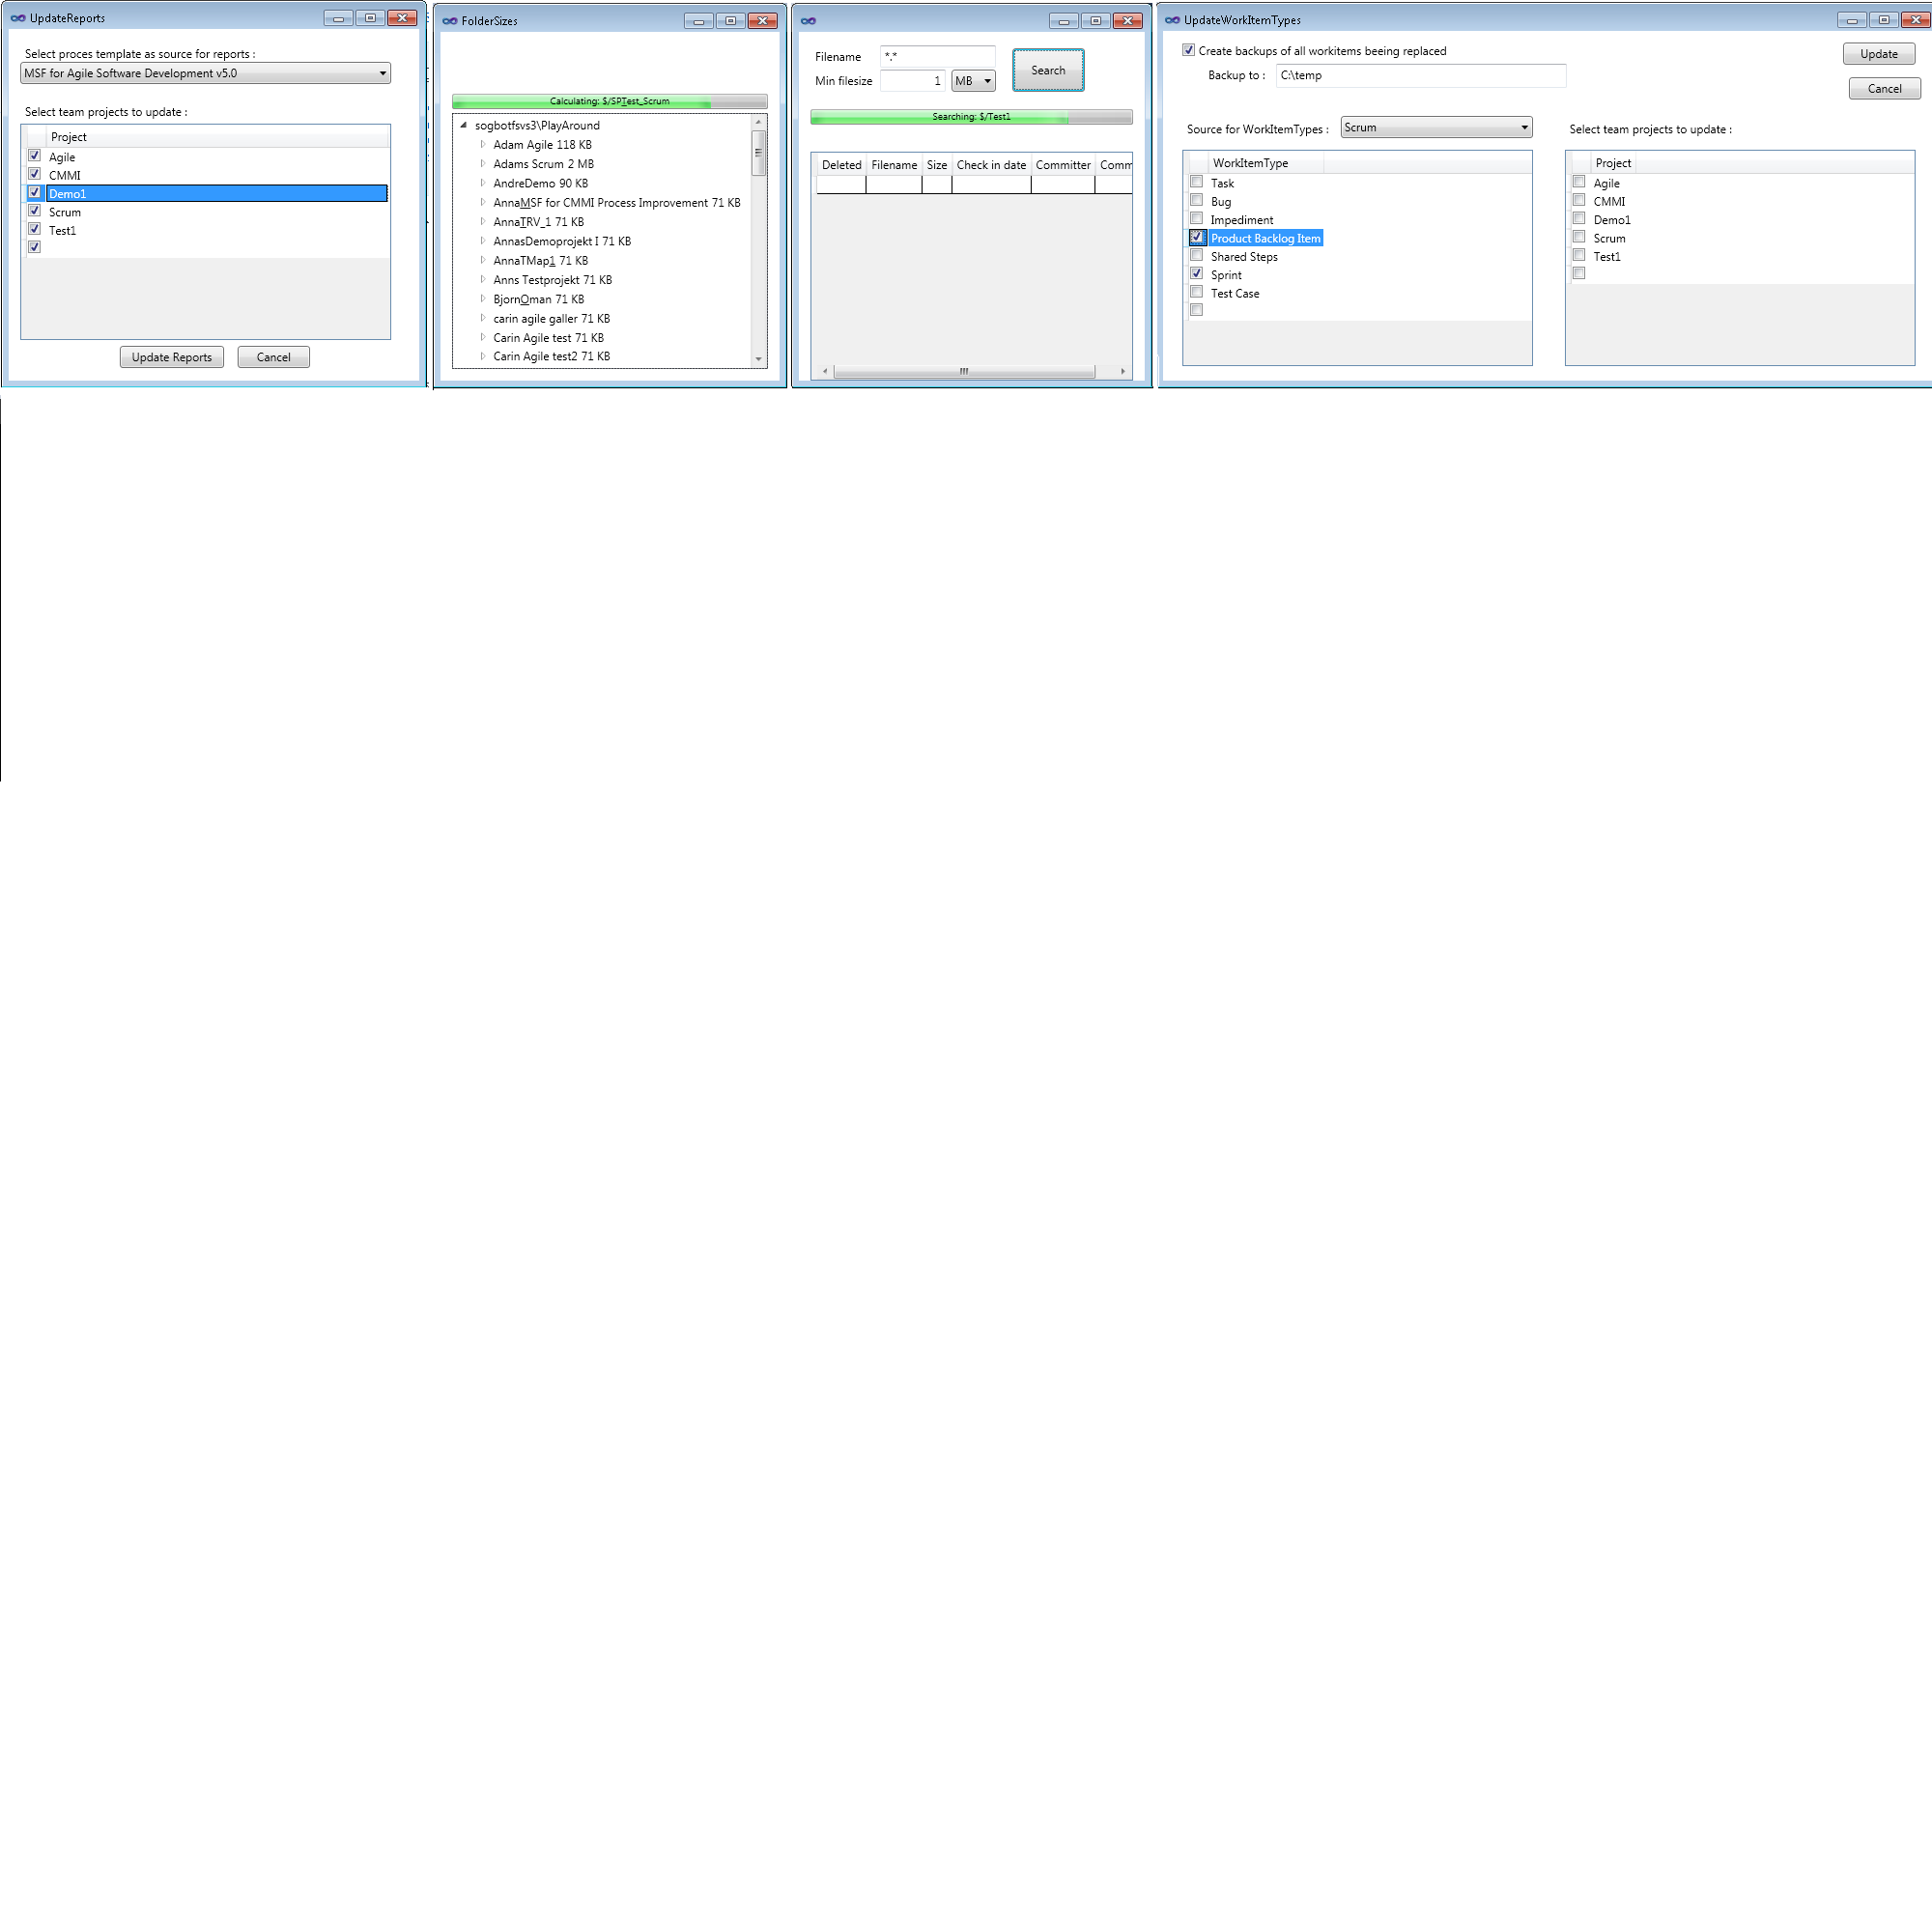 UpdateReports
Select proces template as source for reports :
MSF for Agile Software Development v5.0
Select team projects to update :
Project
Agile
CMMI
Demo1
Scrum
Test1
Update Reports Cancel
FolderSizes
Calculating: $/SPTest_Scrum
sogbotfsvs3\PlayAround
Adam Agile 118 KB
Adams Scrum 2 MB
AndreDemo 90 KB
AnnaMSF for CMMI Process Improvement 71 KB
AnnaTRV_1 71 KB
AnnasDemoprojekt I 71 KB
AnnaTMap1 71 KB
Anns Testprojekt 71 KB
BjornOman 71 KB
carin agile galler 71 KB
Carin Agile test 71 KB
Carin Agile test2 71 KB
Filename *.*
Min filesize 1 MB
Search
Searching: $/Test1
Deleted Filename Size Check in date Committer Comm
UpdateWorkItemTypes
Create backups of all workitems beeing replaced
Backup to : C:\temp
Update
Cancel
Source for WorkItemTypes : Scrum
WorkItemType
Task
Bug
Impediment
Product Backlog Item
Shared Steps
Sprint
Test Case
Select team projects to update :
Project
Agile
CMMI
Demo1
Scrum
Test1